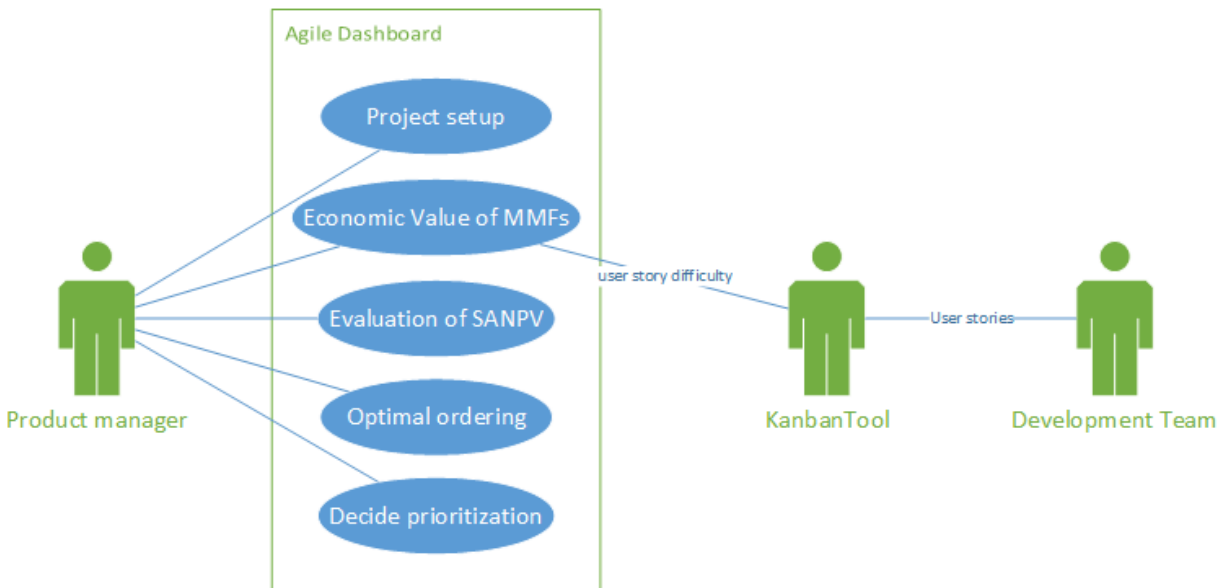 Agile Dashboard
Project setup
Economic Value of MMFs
user story difficulty
Evaluation of SANPV
User stories
Product manager
Optimal ordering
KanbanTool
Development Team
Decide prioritization